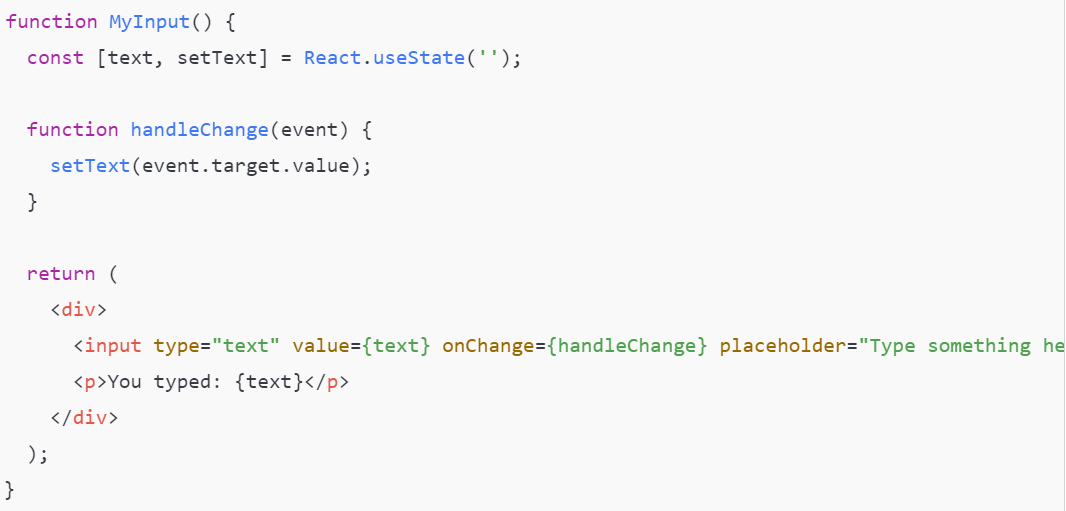 function MyInput() {
  const [text, setText] = React.useState('');

  function handleChange(event) {
    setText(event.target.value);
  }

  return (
    <div>
      <input type="text" value={text} onChange={handleChange} placeholder="Type something he
      <p>You typed: {text}</p>
    </div>
  );
}